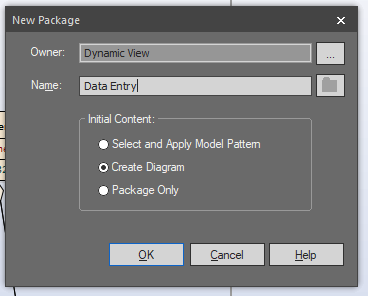 New Package
Owner: Dynamic View ...
Name: Data Entry
Initial Content:
Select and Apply Model Pattern
Create Diagram
Package Only
OK Cancel Help